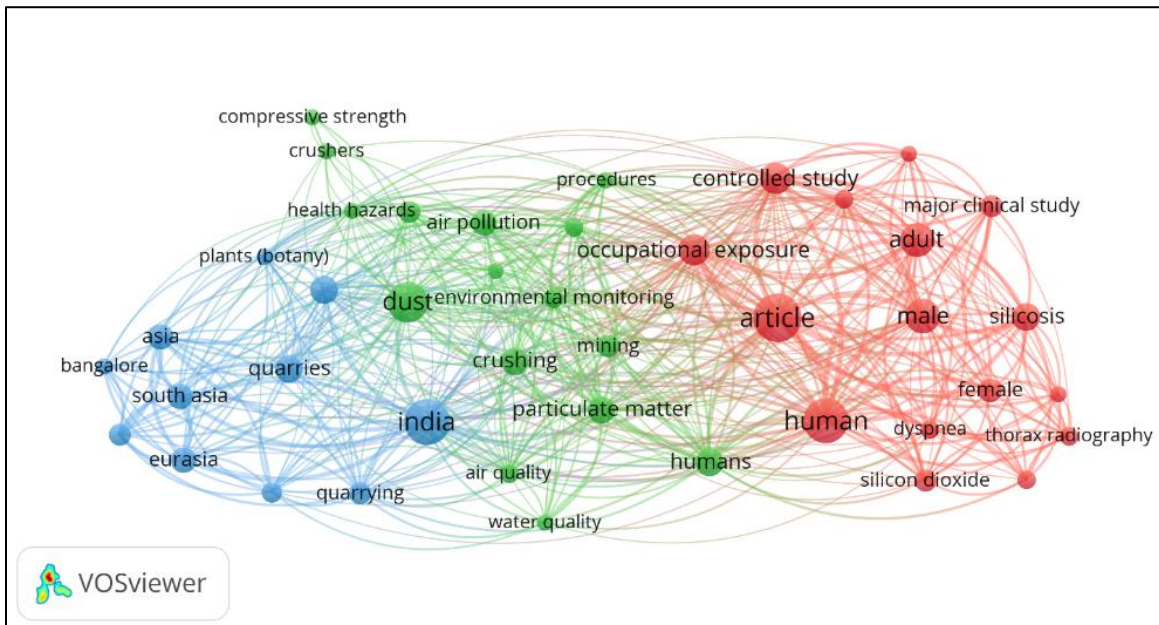 compressive strength
crushers
procedures
controlled study
health hazards
air pollution
major clinical study
plants (botany)
occupational exposure
adult
dust
environmental monitoring
article
male
silicosis
asia
mining
bangalore
quarries
crushing
south asia
female
india
particulate matter
human
dyspnea
thorax radiography
eurasia
air quality
humans
silicon dioxide
quarrying
water quality
VOSviewer